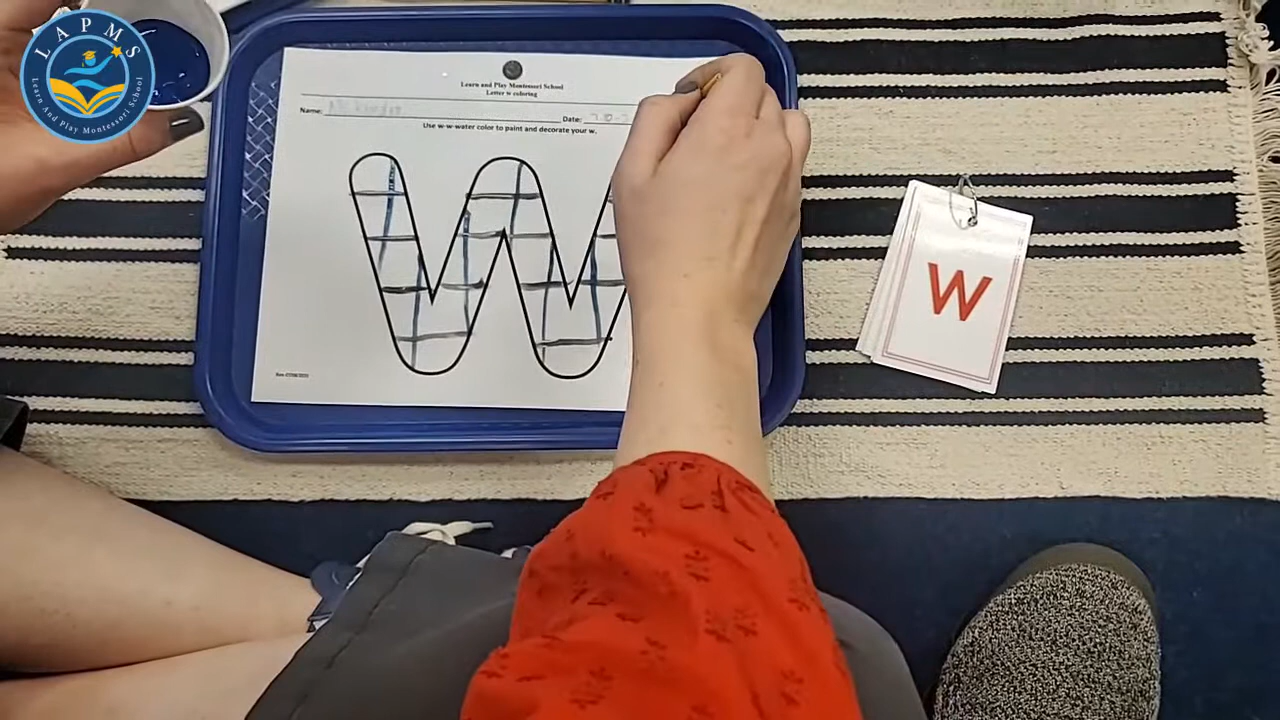 LAPMS
Learn And Play Montessori School
Learn and Play Montessori School
Letter w coloring
Name:
Date:
Use w-w-water color to paint and decorate your w.
w